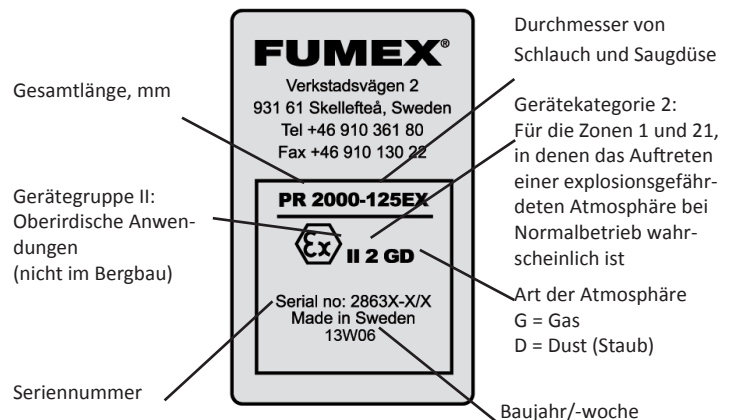 Gesamtlänge, mm
Gerätegruppe II:
Oberirdische Anwen-
dungen
(nicht im Bergbau)
Seriennummer
FUMEX®
Verkstadsvägen 2
931 61 Skellefteå, Sweden
Tel +46 910 361 80
Fax +46 910 130 22
PR 2000-125EX
Ex II 2 GD
Serial no: 2863X-X/X
Made in Sweden
13W06
Durchmesser von
Schlauch und Saugdüse
Gerätekategorie 2:
Für die Zonen 1 und 21,
in denen das Auftreten
einer explosionsgefähr-
deten Atmosphäre bei
Normalbetrieb wahr-
scheinlich ist
Art der Atmosphäre
G = Gas
D = Dust (Staub)
Baujahr/-woche